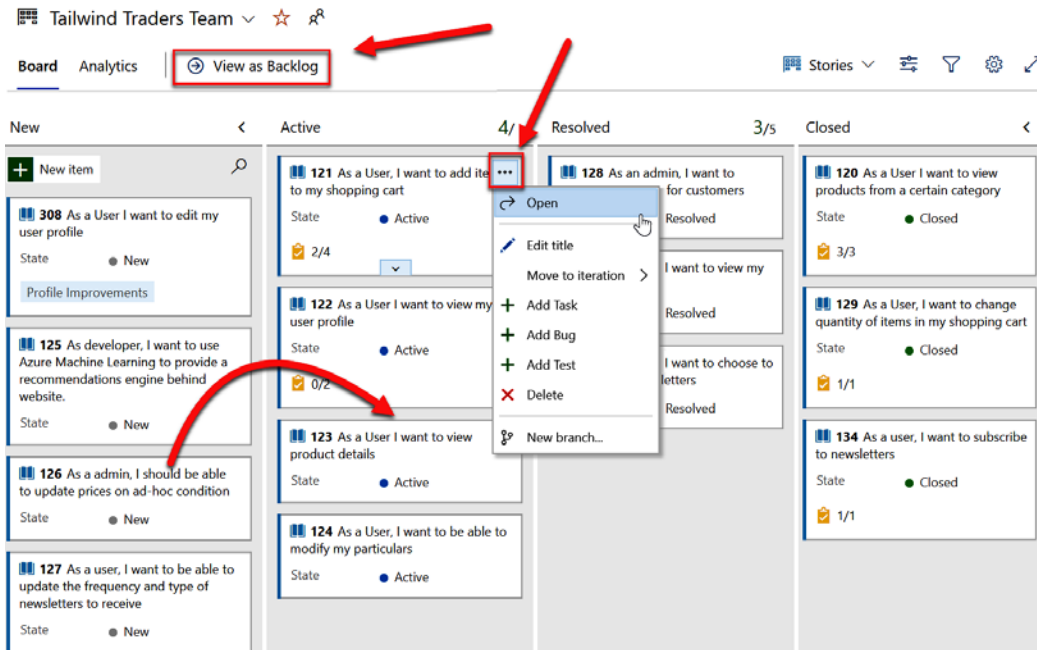 Tailwind Traders Team
Board Analytics View as Backlog Stories
New
New item
308 As a User I want to edit my
user profile
State New
Profile Improvements
125 As developer, I want to use
Azure Machine Learning to provide a
recommendations engine behind
website.
State New
126 As a admin, I should be able
to update prices on ad-hoc condition
State New
127 As a user, I want to be able to
update the frequency and type of
newsletters to receive
State New
Active 4/
121 As a User, I want to add ite
to my shopping cart
State Active
2/4
122 As a User I want to view my
user profile
State Active
0/2
123 As a User I want to view
product details
State Active
124 As a User, I want to be able to
modify my particulars
State Active
Open
Edit title
Move to iteration
Add Task
Add Bug
Add Test
Delete
New branch...
Resolved 3/5
128 As an admin, I want to
for customers
Resolved
I want to view my
Resolved
I want to choose to
letters
Resolved
Closed
120 As a User I want to view
products from a certain category
State Closed
3/3
129 As a User, I want to change
quantity of items in my shopping cart
State Closed
1/1
134 As a user, I want to subscribe
to newsletters
State Closed
1/1